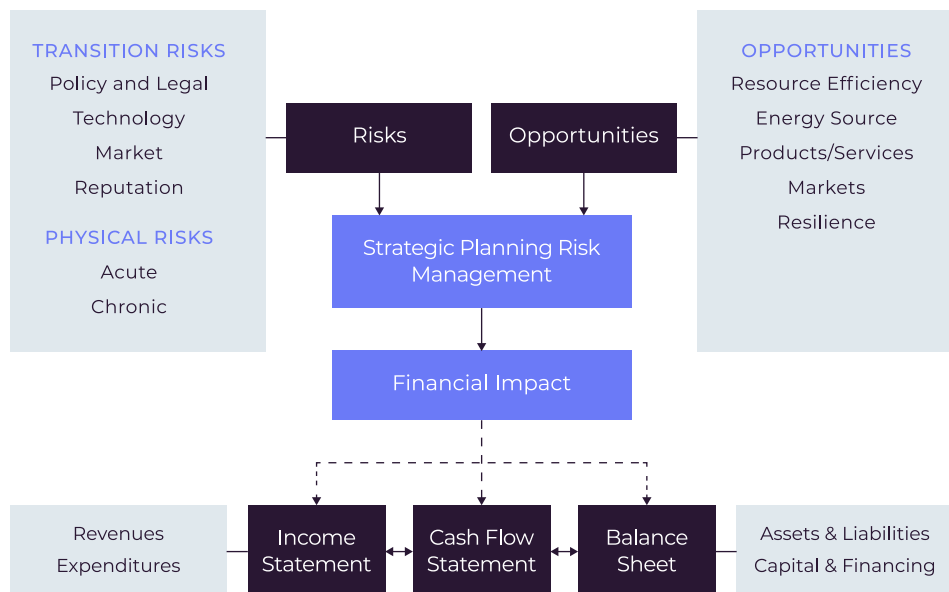 TRANSITION RISKS
Policy and Legal
Technology
Market
Reputation
PHYSICAL RISKS
Acute
Chronic
Risks
Opportunities
OPPORTUNITIES
Resource Efficiency
Energy Source
Products/Services
Markets
Resilience
Strategic Planning Risk
Management
Financial Impact
Revenues
Expenditures
Income
Statement
Cash Flow
Statement
Balance
Sheet
Assets & Liabilities
Capital & Financing